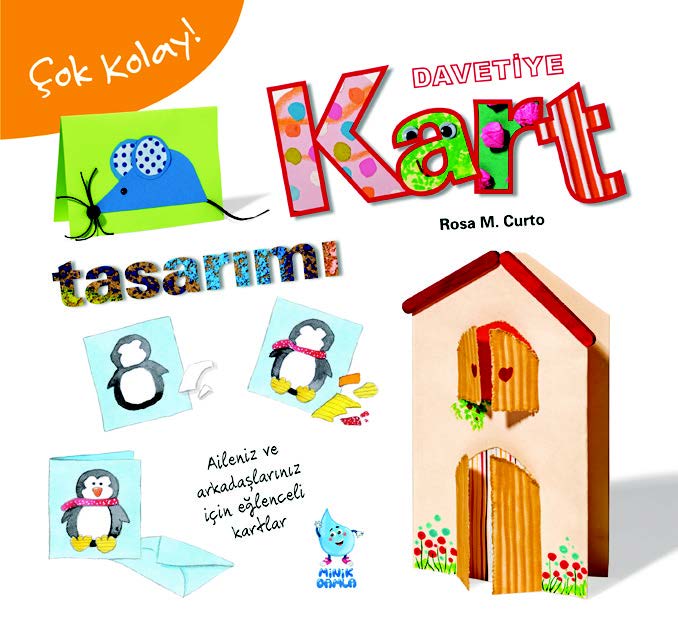 Çok kolay!
DAVETİYE
Kart
Rosa M. Curto
tasarımı
Aileniz ve
arkadaşlarınız
için eğlenceli
kartlar
MİNİK
DAMLA